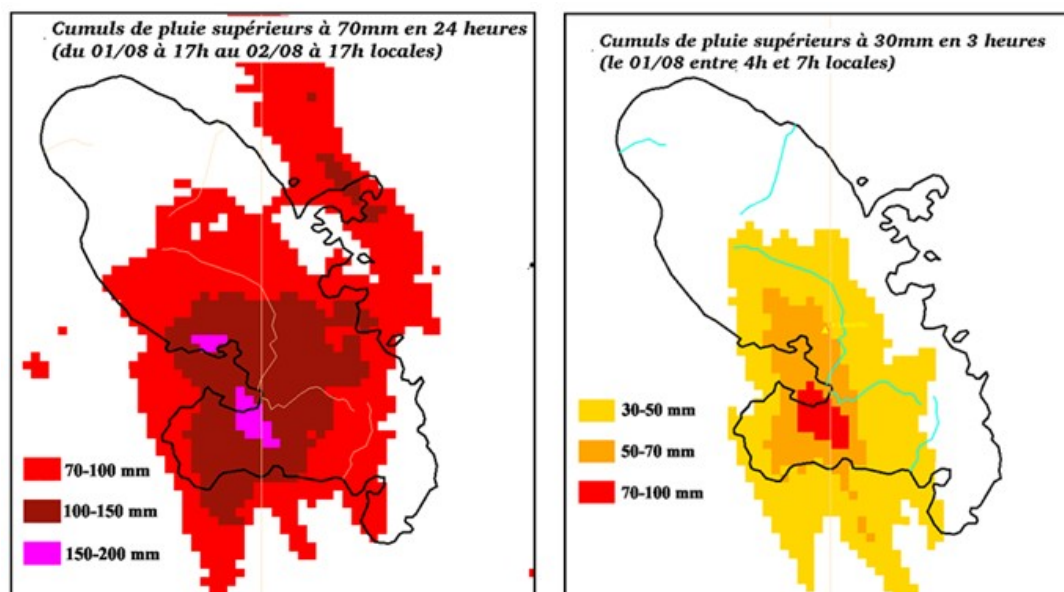 Cumuls de pluie supérieurs à 70mm en 24 heures
(du 01/08 à 17h au 02/08 à 17h locales)
70-100 mm
100-150 mm
150-200 mm
Cumuls de pluie supérieurs à 30mm en 3 heures
(le 01/08 entre 4h et 7h locales)
30-50 mm
50-70 mm
70-100 mm